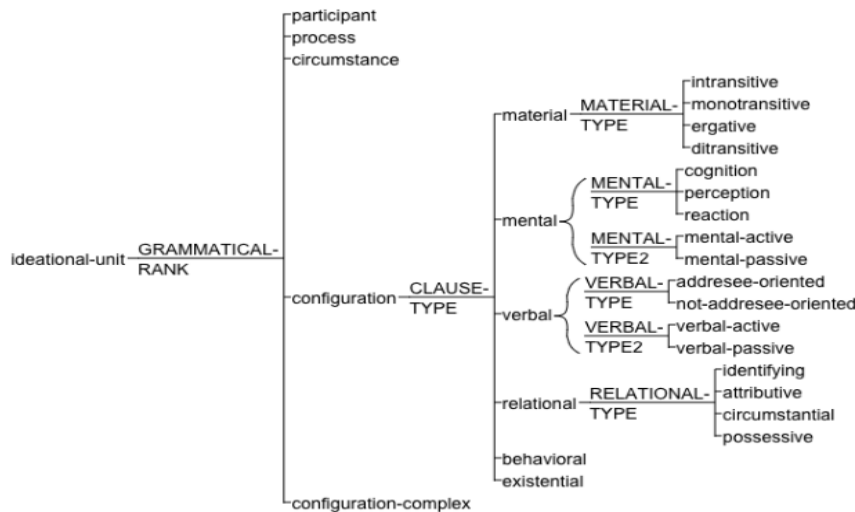 participant
process
circumstance
intransitive
material MATERIAL- monotransitive
TYPE ergative
ditransitive
cognition
MENTAL- perception
TYPE reaction
mental
MENTAL- mental-active
TYPE2 mental-passive
ideational-unit GRAMMATICAL-
RANK
configuration CLAUSE-
TYPE
VERBAL- addresee-oriented
TYPE not-addresee-oriented
verbal
VERBAL- verbal-active
TYPE2 verbal-passive
identifying
relational RELATIONAL- attributive
TYPE circumstantial
possessive
behavioral
existential
configuration-complex